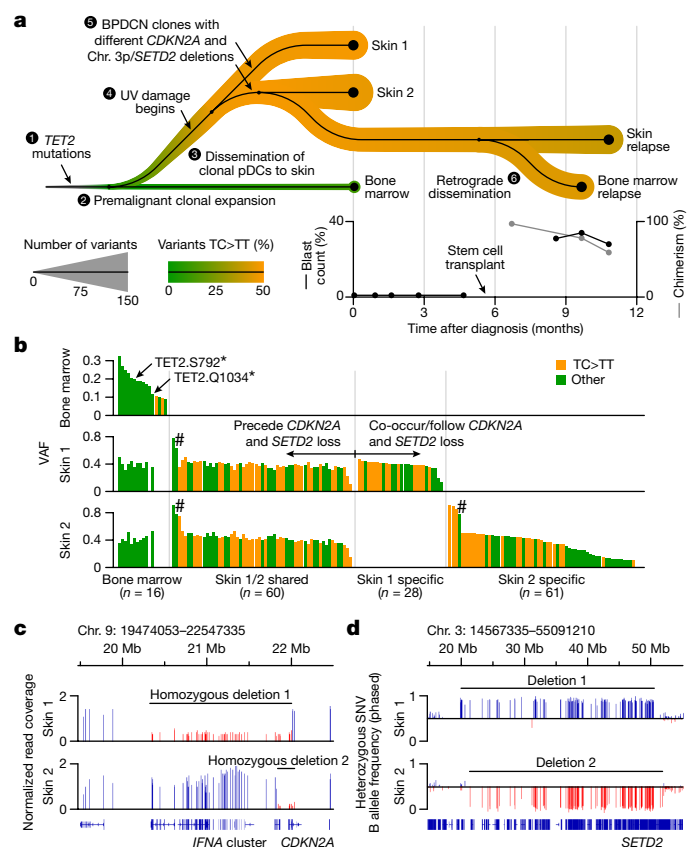 a
5 BPDCN clones with
different CDKN2A and
Chr. 3p/SETD2 deletions
Skin 1
4 UV damage
begins
Skin 2
1 TET2
mutations
3 Dissemination of
clonal pDCs to skin
Skin
relapse
2 Premalignant clonal expansion
Bone
marrow
Retrograde 6
dissemination
Bone marrow
relapse
Number of variants
0
75
150
Variants TC>TT (%)
0 25 50
Blast
count (%)
40
0
Stem cell
transplant
100
0
Chimerism (%)
0 3 6 9 12
Time after diagnosis (months)
b
VAF
Bone marrow
0.3
0.2
0.1
0
TET2.S792*
TET2.Q1034*
TC>TT
Other
Skin 1
0.8
0.4
0
#
Precede CDKN2A
and SETD2 loss
Co-occur/follow CDKN2A
and SETD2 loss
Skin 2
0.8
0.4
0
#
#
Bone marrow
(n = 16)
Skin 1/2 shared
(n = 60)
Skin 1 specific
(n = 28)
Skin 2 specific
(n = 61)
c
Chr. 9: 19474053–22547335
20 Mb 21 Mb 22 Mb
Normalized read coverage
Skin 1
2
1
0
Homozygous deletion 1
Skin 2
2
1
0
Homozygous deletion 2
IFNA cluster CDKN2A
d
Chr. 3: 14567335–55091210
20 Mb 30 Mb 40 Mb 50 Mb
Heterozygous SNV
B allele frequency (phased)
Skin 1
1
0
Deletion 1
Skin 2
1
0
Deletion 2
SETD2